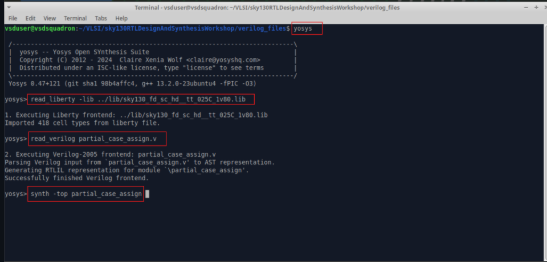 Terminal - vsduser@vsdsquadron: ~/VLSI/sky130RTLDesignAndSynthesisWorkshop/verilog_files
File Edit View Terminal Tabs Help
vsduser@vsdsquadron:~/VLSI/sky130RTLDesignAndSynthesisWorkshop/verilog_files$ yosys
/----------------------------------------------------------------------------\
| yosys -- Yosys Open SYnthesis Suite |
| Copyright (C) 2012 - 2024 Claire Xenia Wolf <claire@yosyshq.com> |
| Distributed under an ISC-like license, type "license" to see terms |
\----------------------------------------------------------------------------/
Yosys 0.47+121 (git sha1 98b4affc4, g++ 13.2.0-23ubuntu4 -fPIC -O3)
yosys> read_liberty -lib ../lib/sky130_fd_sc_hd__tt_025C_1v80.lib
1. Executing Liberty frontend: ../lib/sky130_fd_sc_hd__tt_025C_1v80.lib
Imported 418 cell types from liberty file.
yosys> read_verilog partial_case_assign.v
2. Executing Verilog-2005 frontend: partial_case_assign.v
Parsing Verilog input from `partial_case_assign.v' to AST representation.
Generating RTLIL representation for module `\partial_case_assign'.
Successfully finished Verilog frontend.
yosys> synth -top partial_case_assign